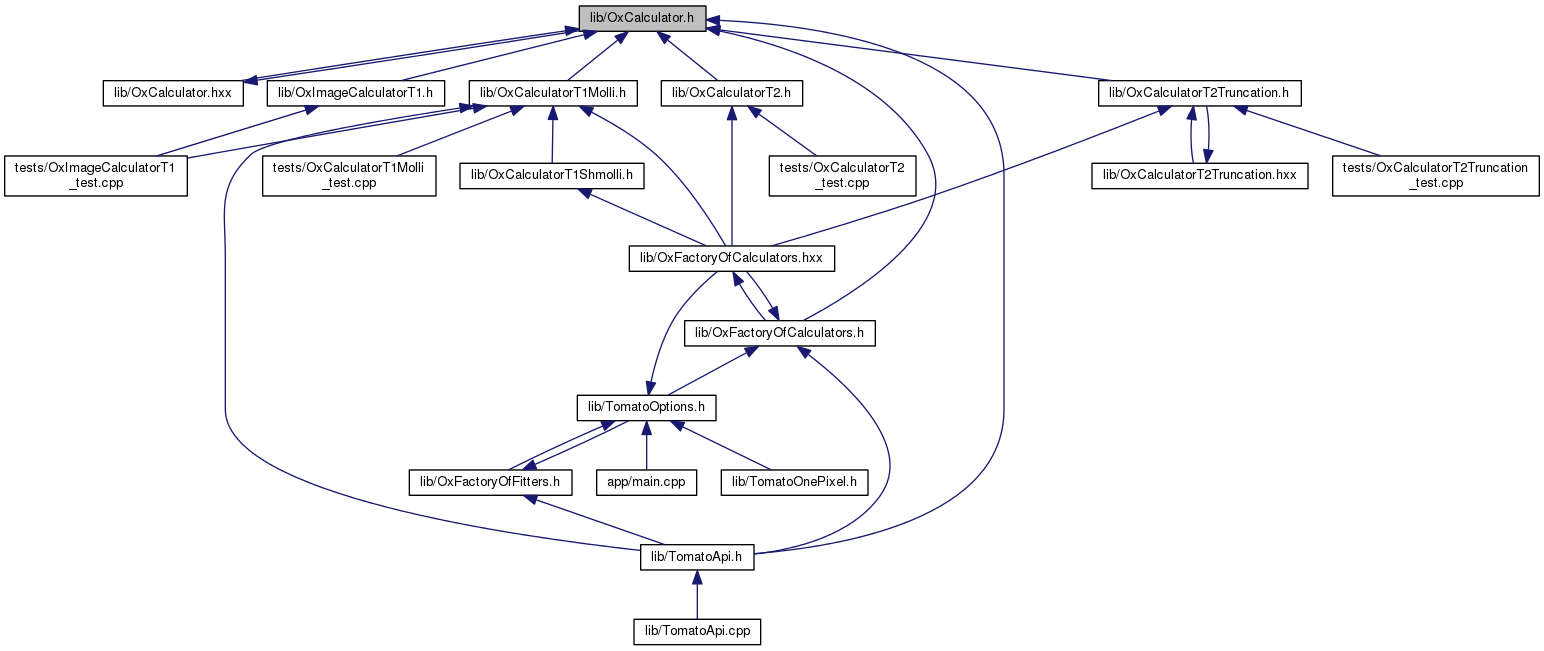 lib/OxCalculator.h
lib/OxCalculator.hxx
lib/OxImageCalculatorT1.h
lib/OxCalculatorT1Molli.h
lib/OxCalculatorT2.h
lib/OxCalculatorT2Truncation.h
tests/OxImageCalculatorT1
_test.cpp
tests/OxCalculatorT1Molli
_test.cpp
lib/OxCalculatorT1Shmolli.h
tests/OxCalculatorT2
_test.cpp
lib/OxCalculatorT2Truncation.hxx
tests/OxCalculatorT2Truncation
_test.cpp
lib/OxFactoryOfCalculators.hxx
lib/OxFactoryOfCalculators.h
lib/TomatoOptions.h
lib/OxFactoryOfFitters.h
app/main.cpp
lib/TomatoOnePixel.h
lib/TomatoApi.h
lib/TomatoApi.cpp